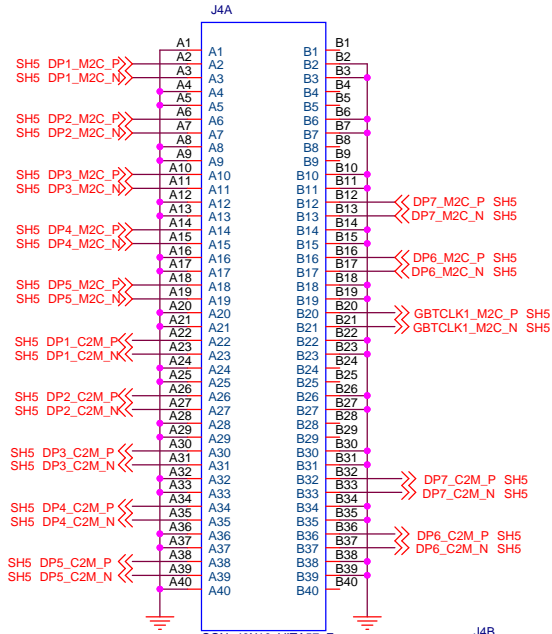 J4A
A1 A1 B1 B1
A2 A2 B2 B2
SH5 DP1_M2C_P
A3 A3 B3 B3
SH5 DP1_M2C_N
A4 A4 B4 B4
A5 A5 B5 B5
A6 A6 B6 B6
SH5 DP2_M2C_P
A7 A7 B7 B7
SH5 DP2_M2C_N
A8 A8 B8 B8
A9 A9 B9 B9
A10 A10 B10 B10
SH5 DP3_M2C_P
A11 A11 B11 B11
SH5 DP3_M2C_N
A12 A12 B12 B12 DP7_M2C_P SH5
A13 A13 B13 B13 DP7_M2C_N SH5
A14 A14 B14 B14
SH5 DP4_M2C_P
A15 A15 B15 B15
SH5 DP4_M2C_N
A16 A16 B16 B16 DP6_M2C_P SH5
A17 A17 B17 B17 DP6_M2C_N SH5
A18 A18 B18 B18
SH5 DP5_M2C_P
A19 A19 B19 B19
SH5 DP5_M2C_N
A20 A20 B20 B20 GBTCLK1_M2C_P SH5
A21 A21 B21 B21 GBTCLK1_M2C_N SH5
A22 A22 B22 B22
SH5 DP1_C2M_P
A23 A23 B23 B23
SH5 DP1_C2M_N
A24 A24 B24 B24
A25 A25 B25 B25
A26 A26 B26 B26
SH5 DP2_C2M_P
A27 A27 B27 B27
SH5 DP2_C2M_N
A28 A28 B28 B28
A29 A29 B29 B29
A30 A30 B30 B30
SH5 DP3_C2M_P
A31 A31 B31 B31
SH5 DP3_C2M_N
A32 A32 B32 B32 DP7_C2M_P SH5
A33 A33 B33 B33 DP7_C2M_N SH5
A34 A34 B34 B34
SH5 DP4_C2M_P
A35 A35 B35 B35
SH5 DP4_C2M_N
A36 A36 B36 B36 DP6_C2M_P SH5
A37 A37 B37 B37 DP6_C2M_N SH5
A38 A38 B38 B38
SH5 DP5_C2M_P
A39 A39 B39 B39
SH5 DP5_C2M_N
A40 A40 B40 B40
J4B